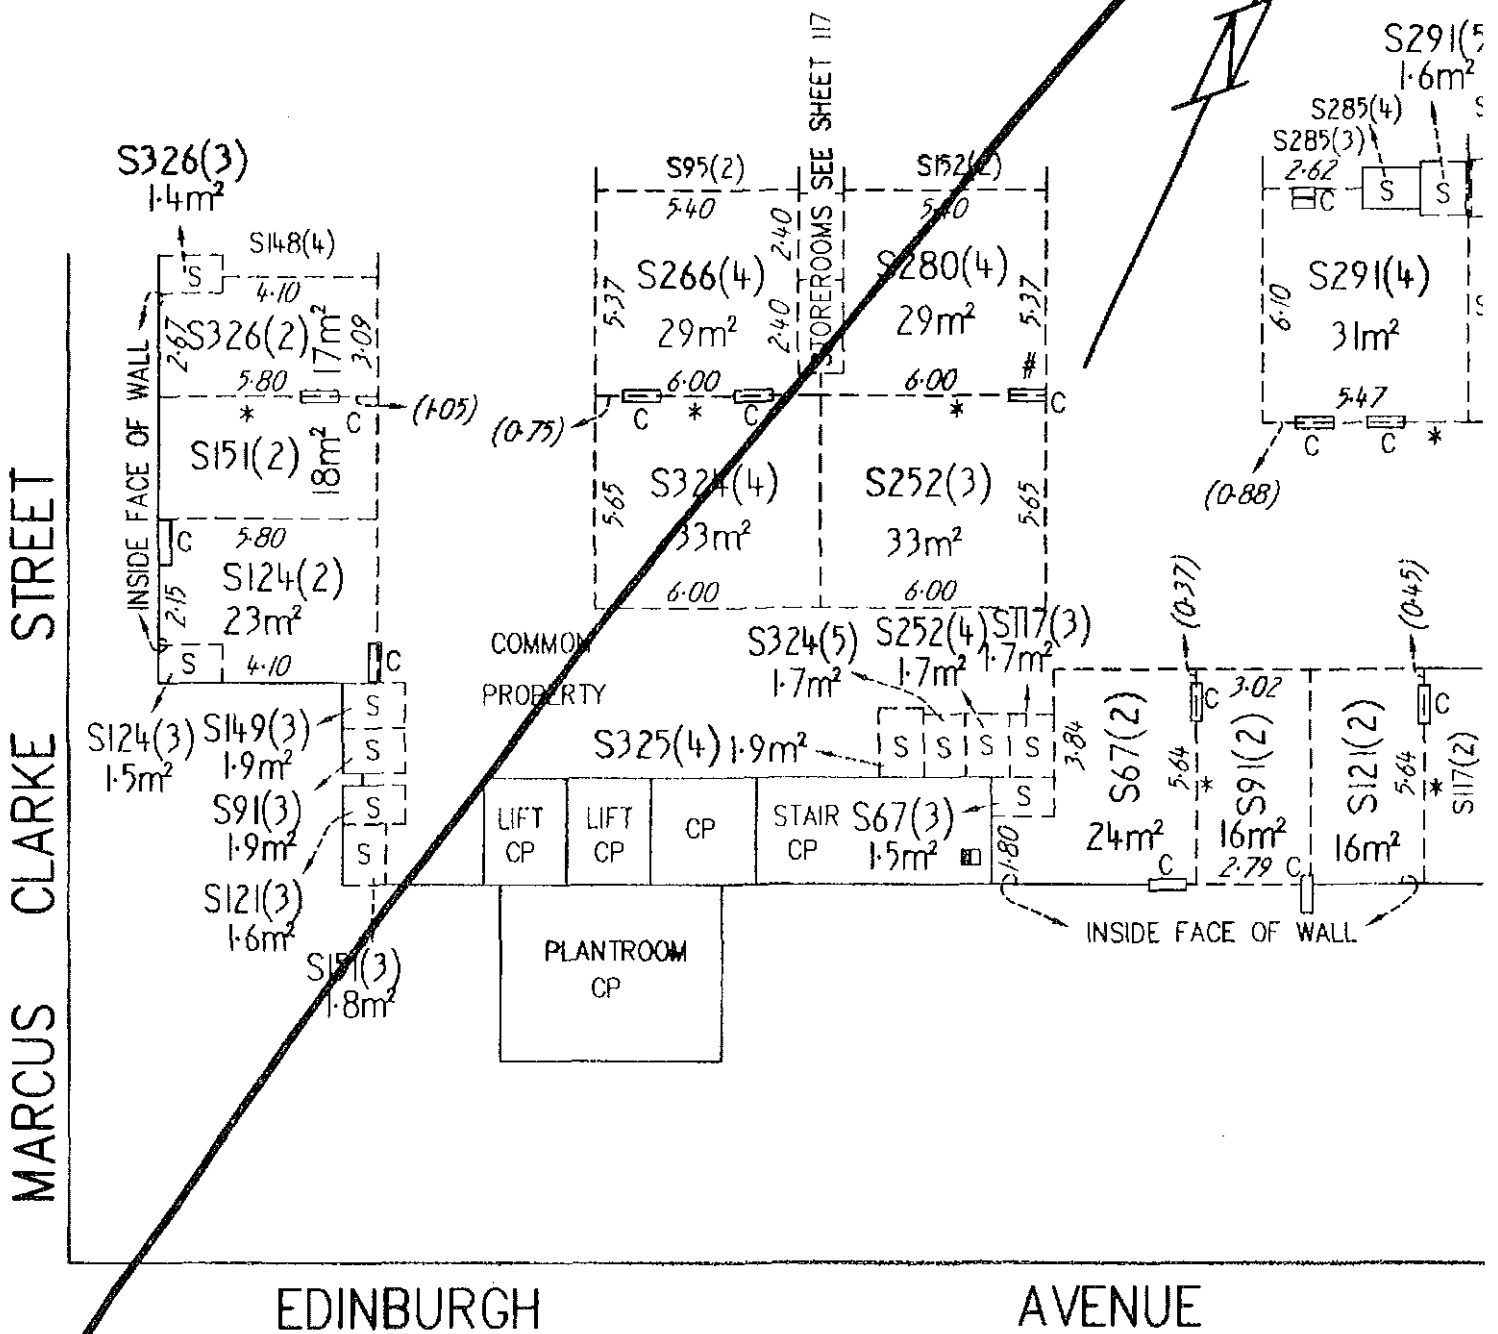 S291(5
1·6m²
S285(4)
S285(3)
2·62
C
S
S
S326(3)
1·4m²
S
S148(4)
4·10
S95(2)
5·40
2·40
STOREROOMS SEE SHEET 117
S152(2)
5·40
S266(4)
29m²
5·37
2·40
S280(4)
29m²
5·37
#
S291(4)
31m²
6·10
2·67
S326(2)
17m²
3·09
INSIDE FACE OF WALL
5·80
*
C
(1·05)
(0·75)
6·00
C
*
C
6·00
*
C
5·47
C
C
*
(0·88)
S151(2)
18m²
S324(4)
33m²
5·65
6·00
S252(3)
33m²
5·65
6·00
C
5·80
S124(2)
23m²
2·15
S
4·10
C
COMMON
PROPERTY
S324(5)
1·7m²
S252(4)
1·7m²
S117(3)
1·7m²
(0·37)
(0·45)
S124(3)
1·5m²
S149(3)
1·9m²
S
S
S91(3)
1·9m²
S
S
S121(3)
1·6m²
S151(3)
1·8m²
S325(4) 1·9m²
S
S
S
S
S
3·84
S67(2)
24m²
C
5·64
*
3·02
S91(2)
16m²
2·79
C
C
S121(2)
16m²
C
5·64
*
S117(2)
LIFT
CP
LIFT
CP
CP
STAIR
CP
S67(3)
1·5m²
1·80
INSIDE FACE OF WALL
PLANTROOM
CP
MARCUS CLARKE STREET
EDINBURGH AVENUE